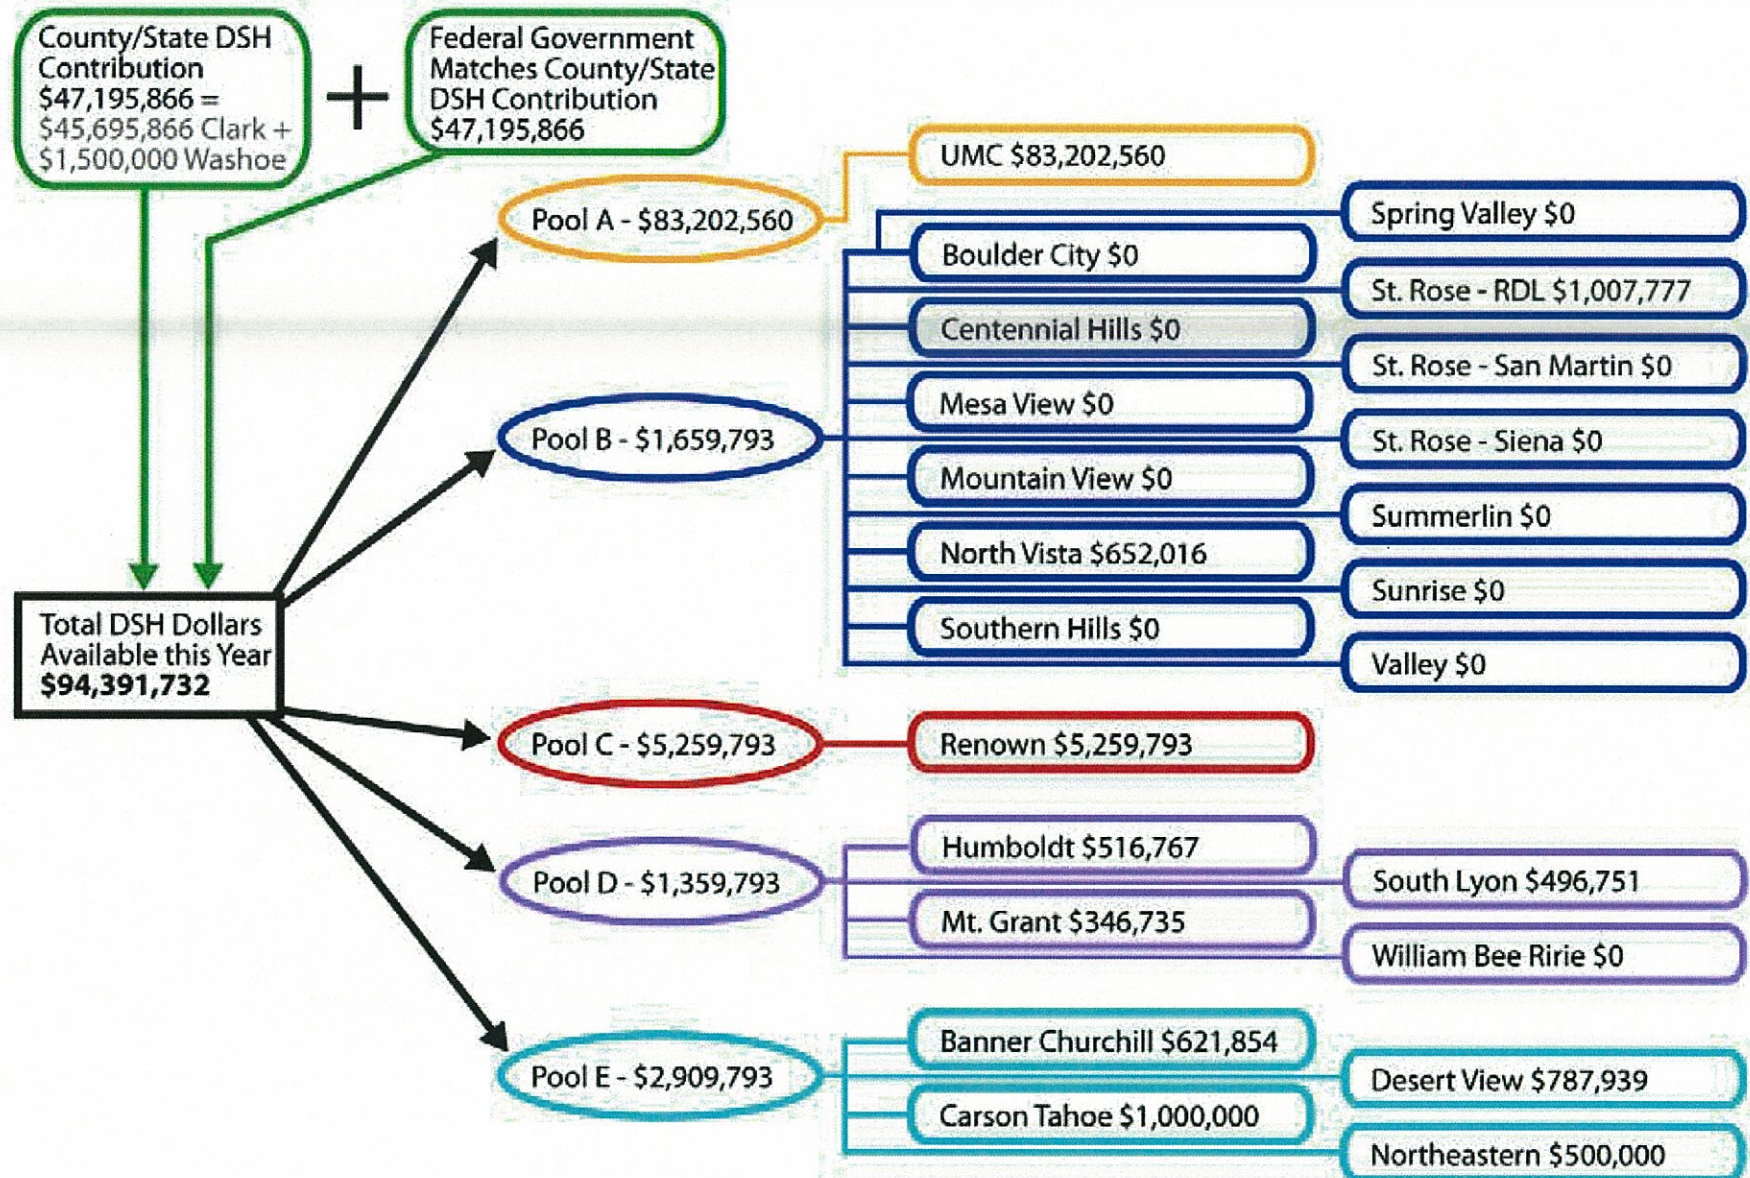 County/State DSH
Contribution
$47,195,866 =
$45,695,866 Clark +
$1,500,000 Washoe
+
Federal Government
Matches County/State
DSH Contribution
$47,195,866
Total DSH Dollars
Available this Year
$94,391,732
Pool A - $83,202,560
UMC $83,202,560
Pool B - $1,659,793
Spring Valley $0
Boulder City $0
St. Rose - RDL $1,007,777
Centennial Hills $0
St. Rose - San Martin $0
Mesa View $0
St. Rose - Siena $0
Mountain View $0
Summerlin $0
North Vista $652,016
Sunrise $0
Southern Hills $0
Valley $0
Pool C - $5,259,793
Renown $5,259,793
Pool D - $1,359,793
Humboldt $516,767
South Lyon $496,751
Mt. Grant $346,735
William Bee Ririe $0
Pool E - $2,909,793
Banner Churchill $621,854
Desert View $787,939
Carson Tahoe $1,000,000
Northeastern $500,000